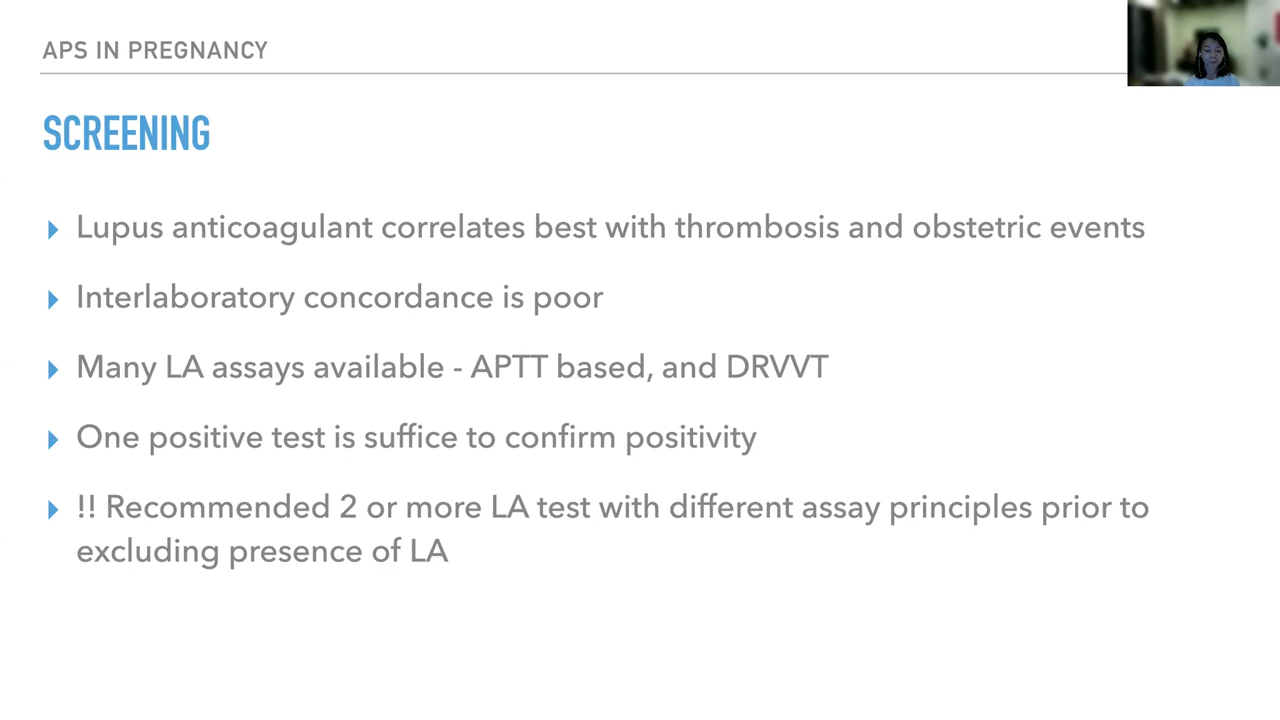 APS IN PREGNANCY
SCREENING
Lupus anticoagulant correlates best with thrombosis and obstetric events
Interlaboratory concordance is poor
Many LA assays available - APTT based, and DRVVT
One positive test is suffice to confirm positivity
!! Recommended 2 or more LA test with different assay principles prior to
excluding presence of LA